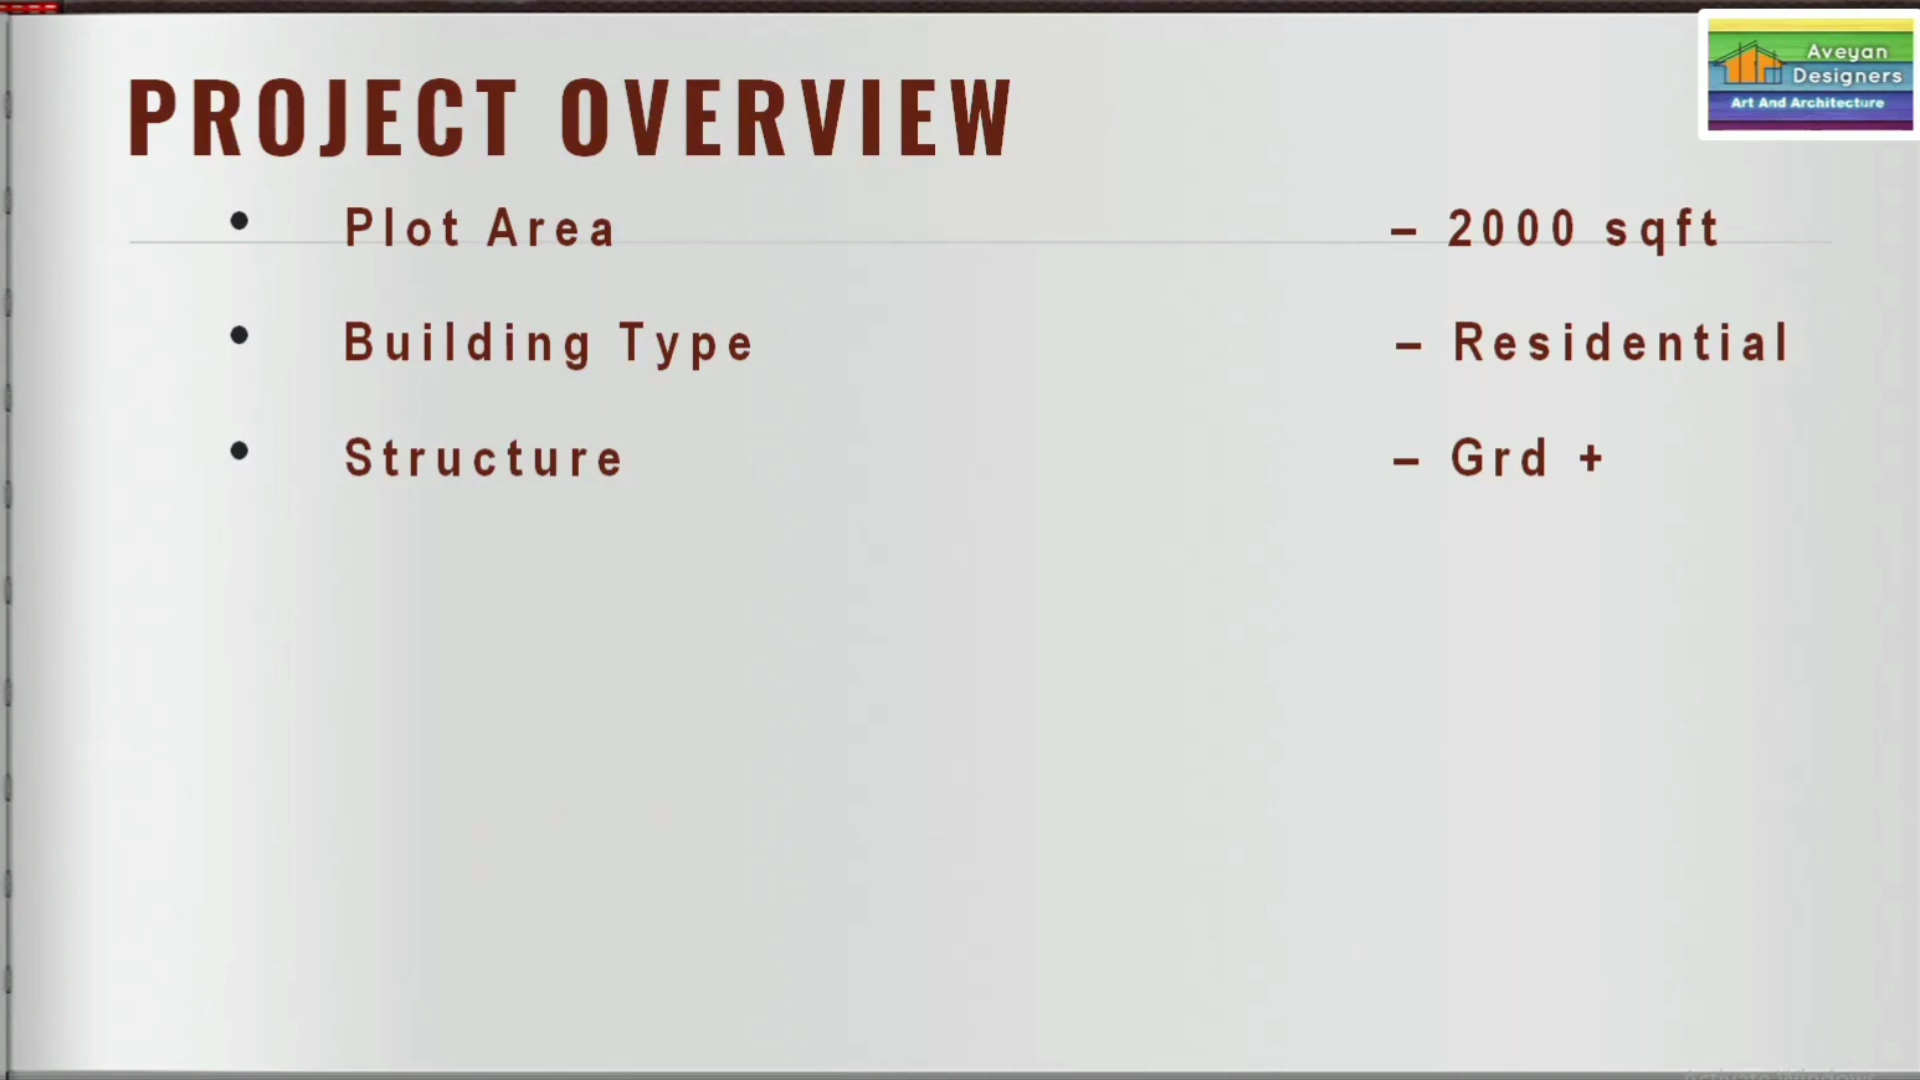 Aveyan
Designers
Art And Architecture
PROJECT OVERVIEW
• Plot Area – 2000 sqft
• Building Type – Residential
• Structure – Grd +